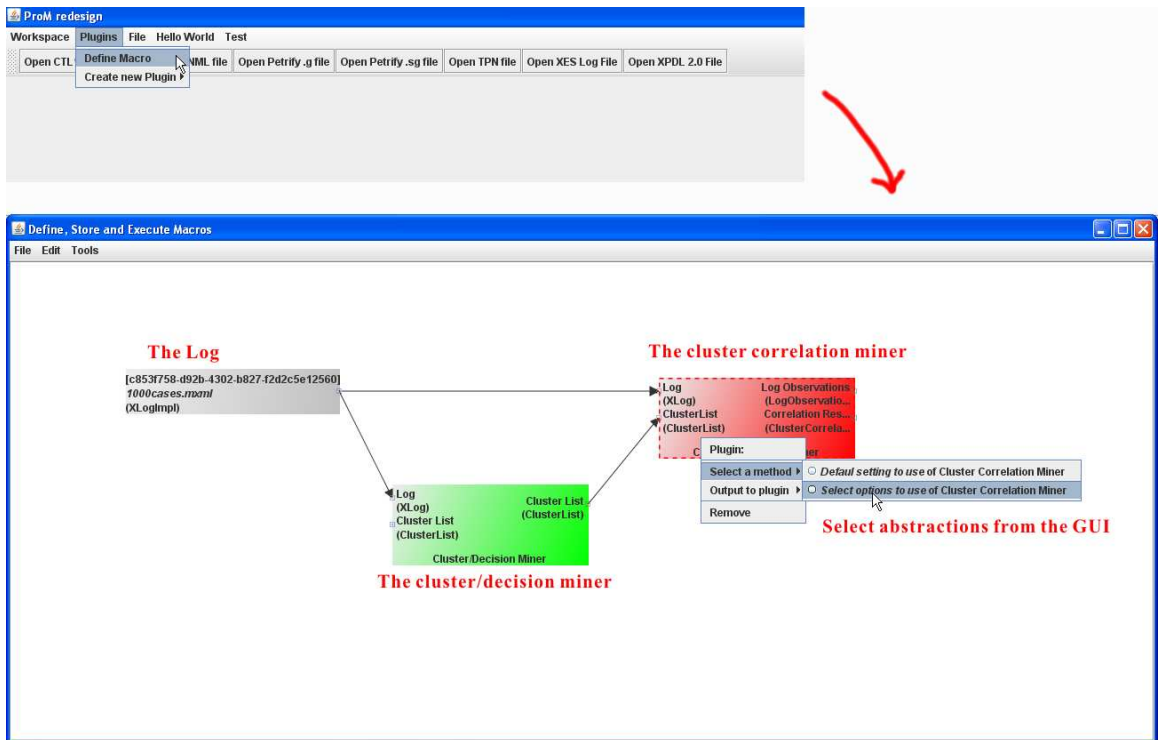 ProM redesign
Workspace Plugins File Hello World Test
Open CTL
NML file Open Petrify .g file Open Petrify .sg file Open TPN file Open XES Log File Open XPDL 2.0 File
Define Macro
Create new Plugin
Define, Store and Execute Macros
File Edit Tools
The Log
[c853f758-d92b-4302-b827-f2d2c5e12560]
1000cases.mxml
(XLogImpl)
The cluster correlation miner
Log Log Observations
(XLog) (LogObservatio...
ClusterList Correlation Res...
(ClusterList) (ClusterCorrela...
C
ner
Plugin:
Select a method
Output to plugin
Remove
Defaul setting to use of Cluster Correlation Miner
Select options to use of Cluster Correlation Miner
Select abstractions from the GUI
Log Cluster List
(XLog) (ClusterList)
Cluster List
(ClusterList)
Cluster/Decision Miner
The cluster/decision miner